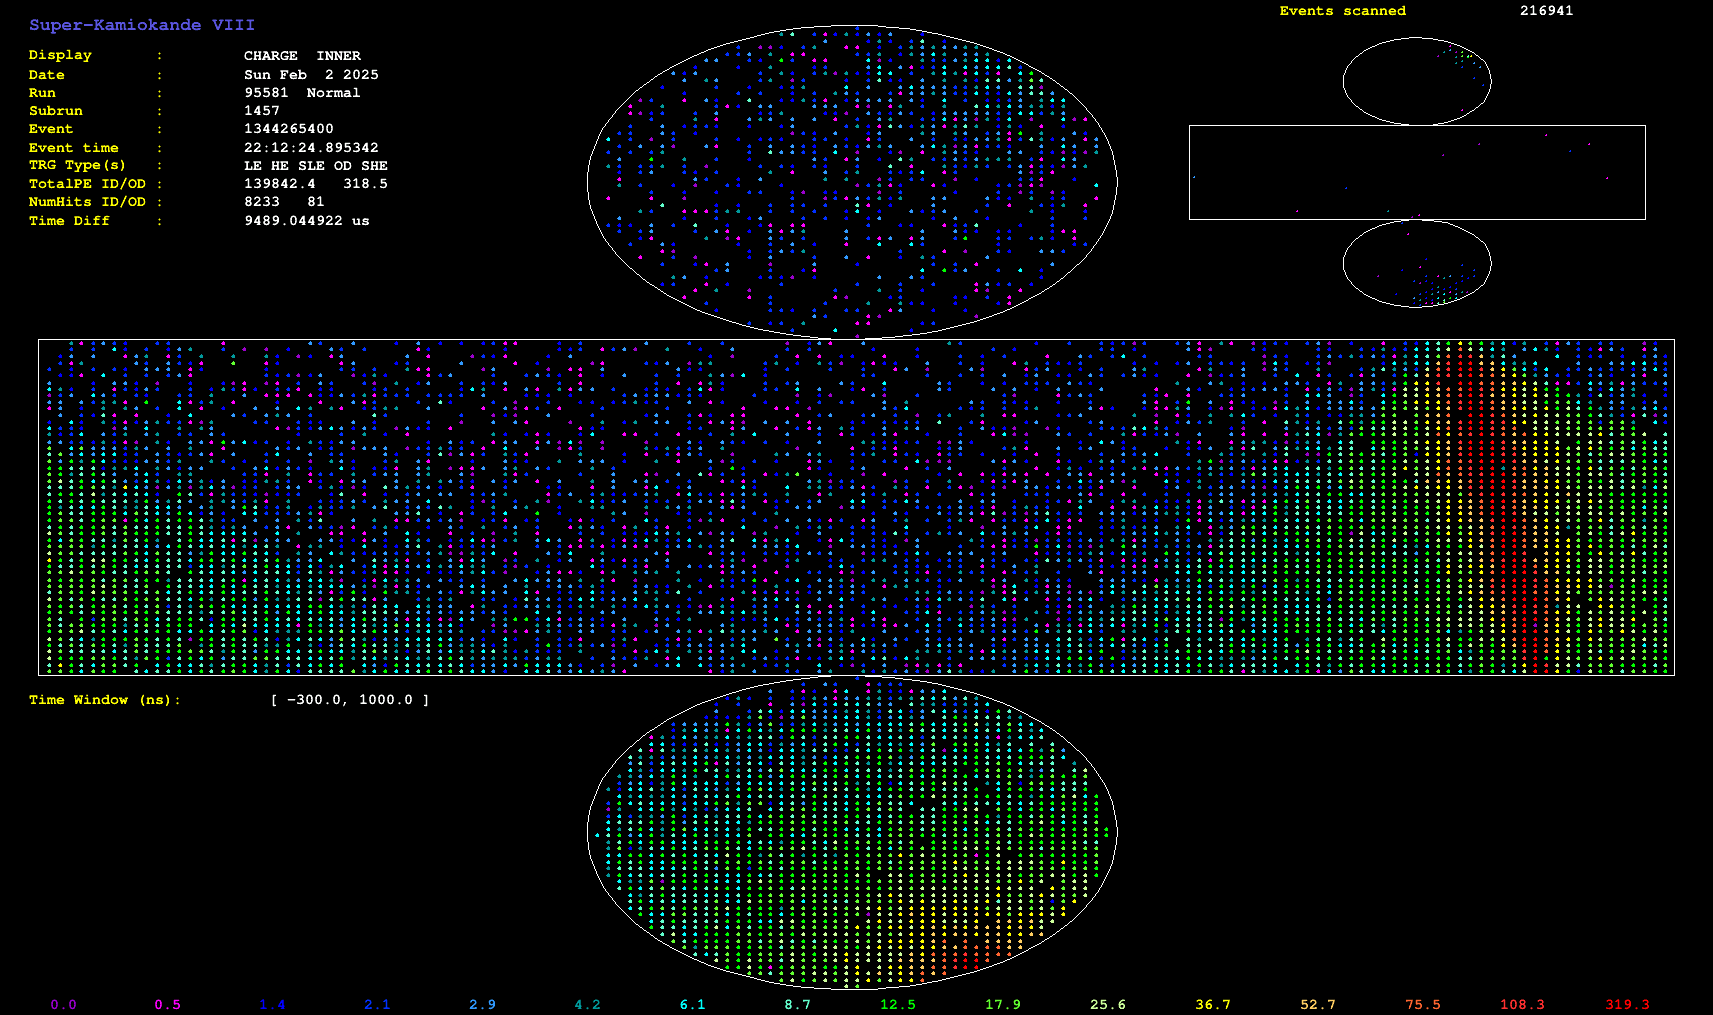 Super-Kamiokande VIII
Events scanned 216941
Display : CHARGE INNER
Date : Sun Feb 2 2025
Run : 95581 Normal
Subrun : 1457
Event : 1344265400
Event time : 22:12:24.895342
TRG Type(s) : LE HE SLE OD SHE
TotalPE ID/OD : 139842.4 318.5
NumHits ID/OD : 8233 81
Time Diff : 9489.044922 us
Time Window (ns): [ -300.0, 1000.0 ]
0.0 0.5 1.4 2.1 2.9 4.2 6.1 8.7 12.5 17.9 25.6 36.7 52.7 75.5 108.3 319.3